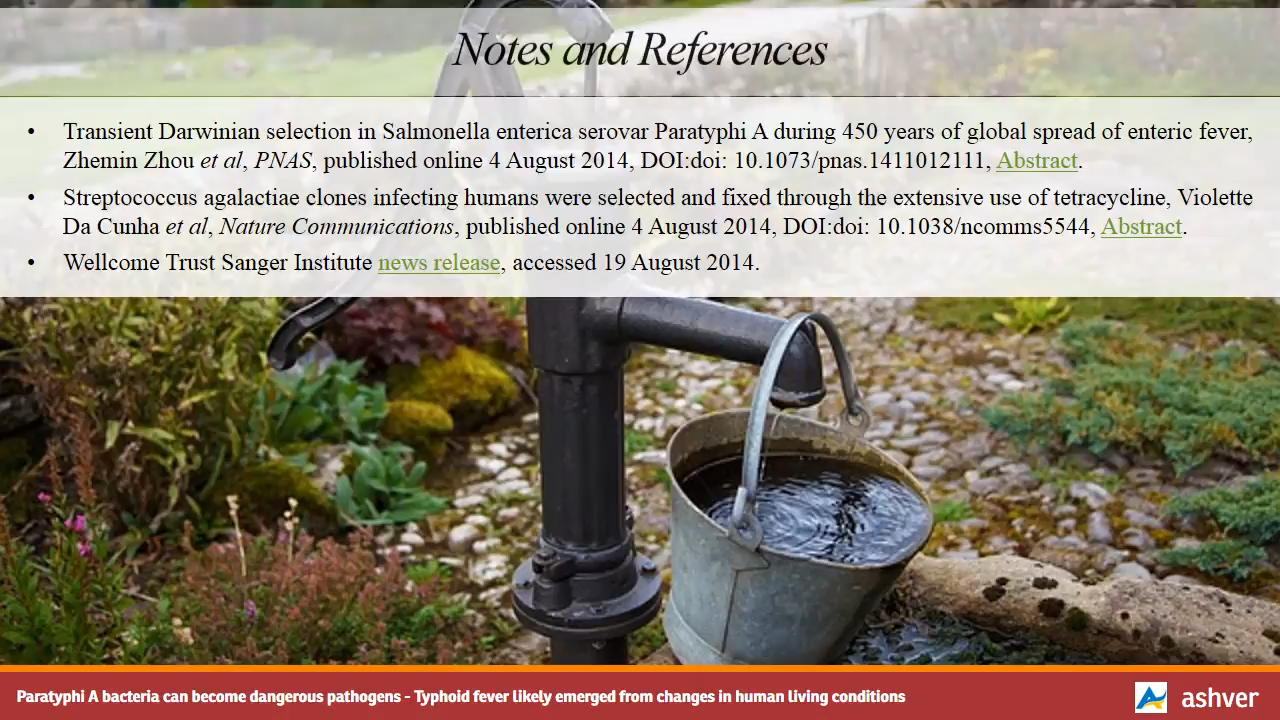 Notes and References
• Transient Darwinian selection in Salmonella enterica serovar Paratyphi A during 450 years of global spread of enteric fever,
Zhemin Zhou et al, PNAS, published online 4 August 2014, DOI:doi: 10.1073/pnas.1411012111, Abstract.
• Streptococcus agalactiae clones infecting humans were selected and fixed through the extensive use of tetracycline, Violette
Da Cunha et al, Nature Communications, published online 4 August 2014, DOI:doi: 10.1038/ncomms5544, Abstract.
• Wellcome Trust Sanger Institute news release, accessed 19 August 2014.
Paratyphi A bacteria can become dangerous pathogens - Typhoid fever likely emerged from changes in human living conditions
ashver